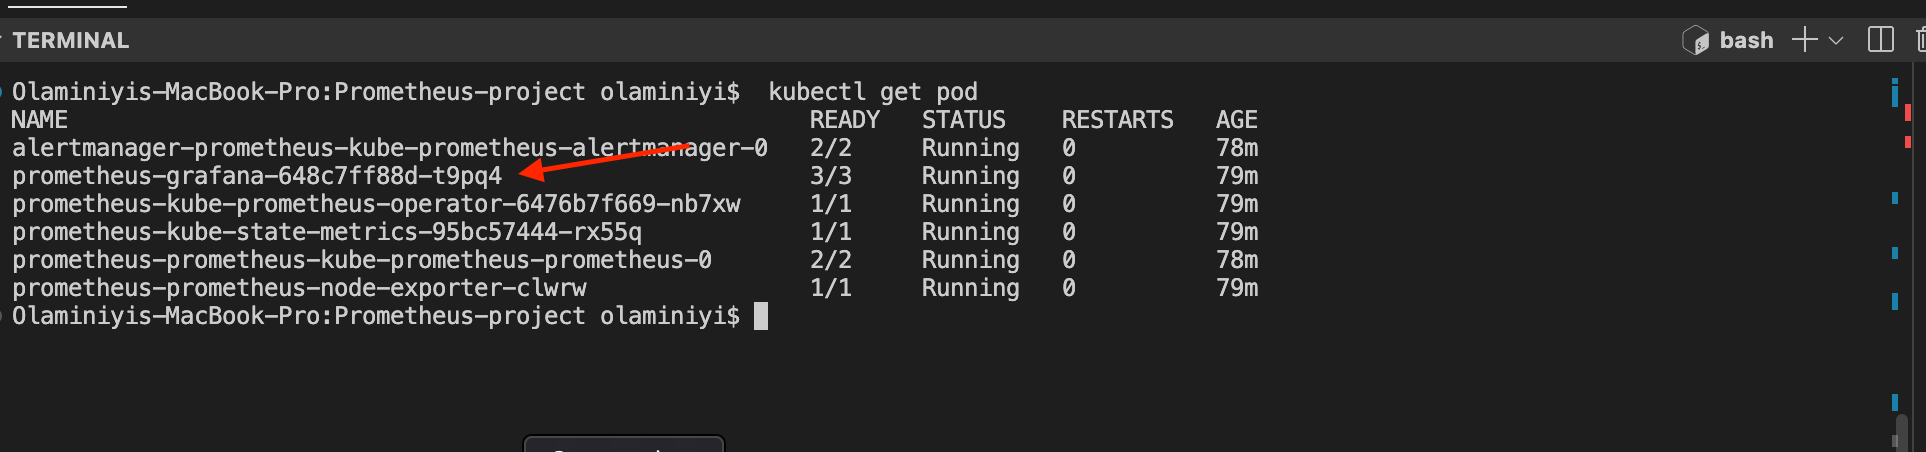 TERMINAL
bash
Olaminiyis-MacBook-Pro:Prometheus-project olaminiyi$  kubectl get pod
NAME READY STATUS RESTARTS AGE
alertmanager-prometheus-kube-prometheus-alertmanager-0 2/2 Running 0 78m
prometheus-grafana-648c7ff88d-t9pq4 3/3 Running 0 79m
prometheus-kube-prometheus-operator-6476b7f669-nb7xw 1/1 Running 0 79m
prometheus-kube-state-metrics-95bc57444-rx55q 1/1 Running 0 79m
prometheus-prometheus-kube-prometheus-prometheus-0 2/2 Running 0 78m
prometheus-prometheus-node-exporter-clwrw 1/1 Running 0 79m
Olaminiyis-MacBook-Pro:Prometheus-project olaminiyi$